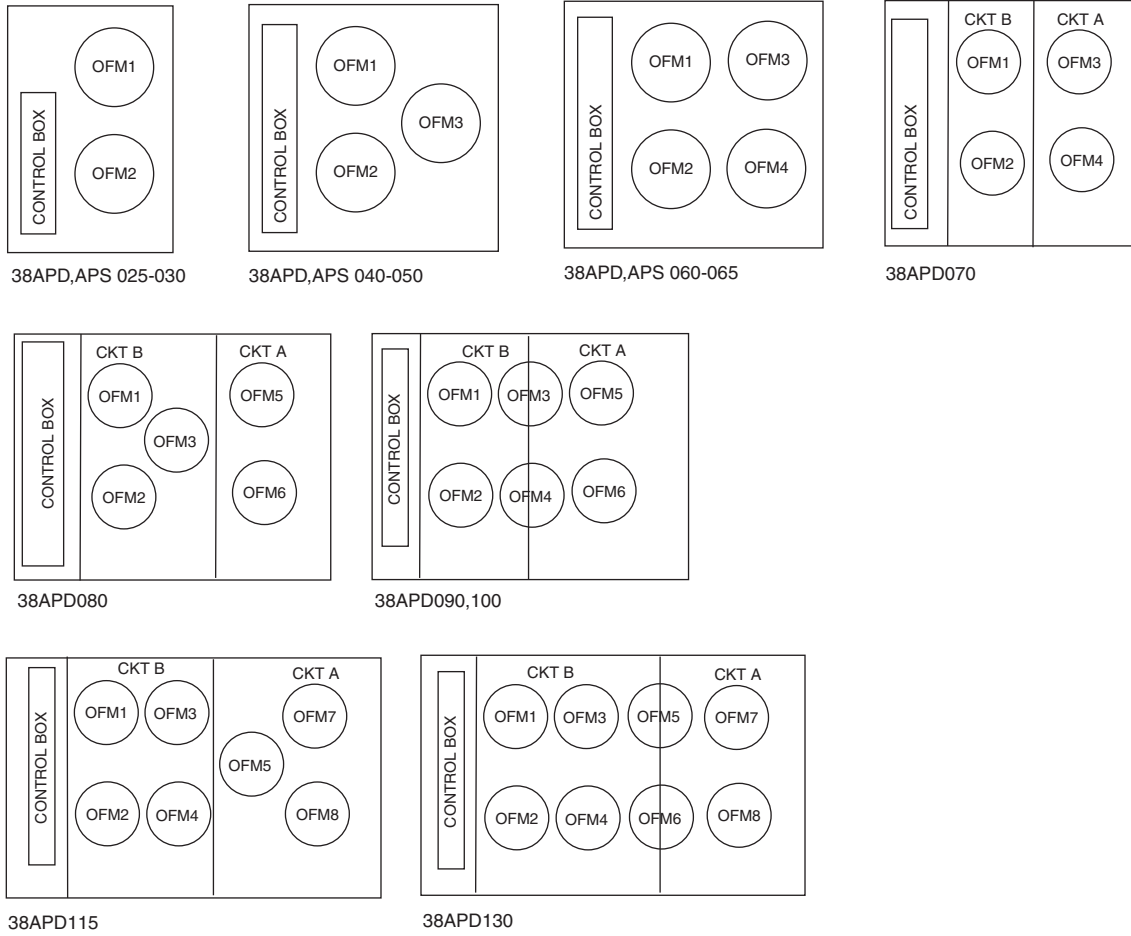 CONTROL BOX
OFM1
OFM2
38APD,APS 025-030
CONTROL BOX
OFM1
OFM2
OFM3
38APD,APS 040-050
CONTROL BOX
OFM1
OFM3
OFM2
OFM4
38APD,APS 060-065
CONTROL BOX
CKT B
CKT A
OFM1
OFM3
OFM2
OFM4
38APD070
CONTROL BOX
CKT B
CKT A
OFM1
OFM5
OFM3
OFM2
OFM6
38APD080
CONTROL BOX
CKT B
CKT A
OFM1
OFM3
OFM5
OFM2
OFM4
OFM6
38APD090,100
CONTROL BOX
CKT B
CKT A
OFM1
OFM3
OFM7
OFM5
OFM2
OFM4
OFM8
38APD115
CONTROL BOX
CKT B
CKT A
OFM1
OFM3
OFM5
OFM7
OFM2
OFM4
OFM6
OFM8
38APD130